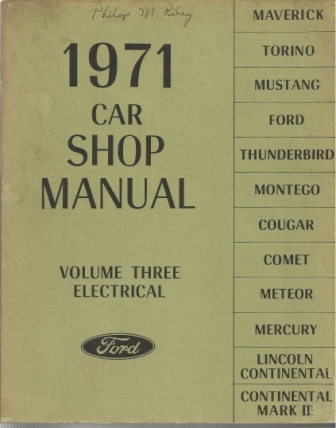 Philip M. Riley
1971
CAR
SHOP
MANUAL
VOLUME THREE
ELECTRICAL
Ford
MAVERICK
TORINO
MUSTANG
FORD
THUNDERBIRD
MONTEGO
COUGAR
COMET
METEOR
MERCURY
LINCOLN
CONTINENTAL
CONTINENTAL
MARK II